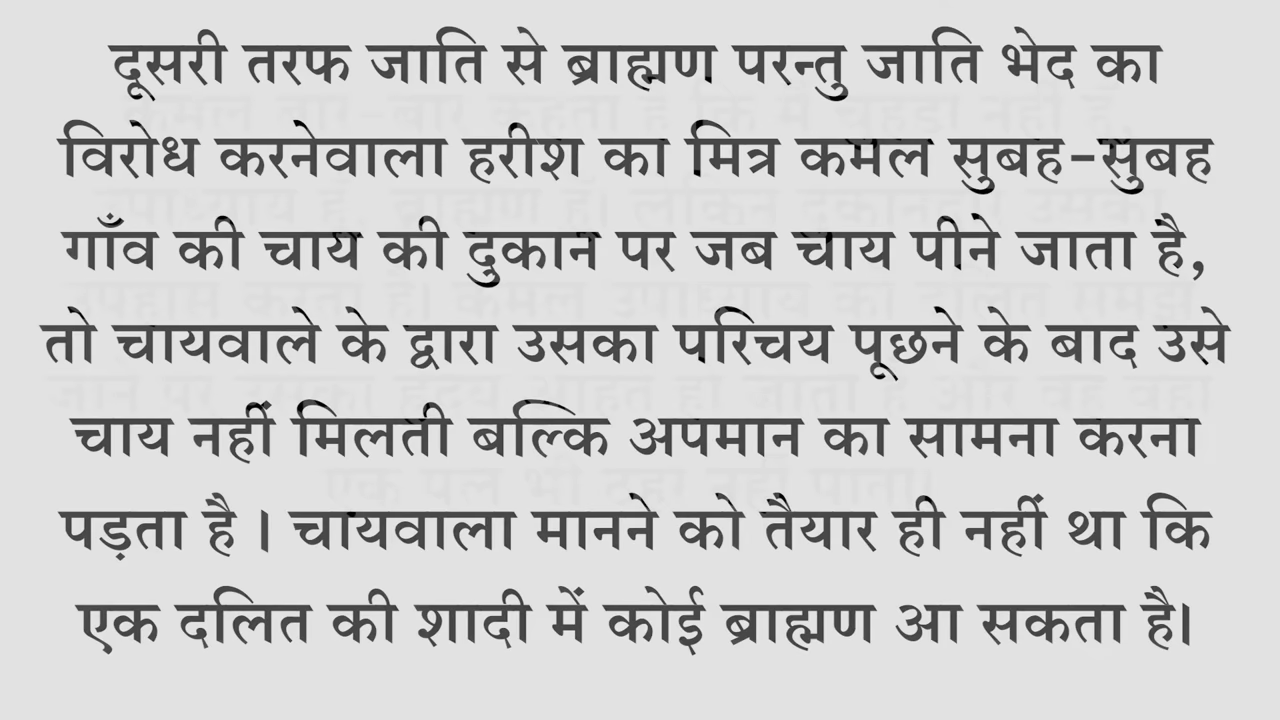 दूसरी तरफ जाति से ब्राह्मण परन्तु जाति भेद का
विरोध करनेवाला हरीश का मित्र कमल सुबह-सुबह
गाँव की चाय की दुकान पर जब चाय पीने जाता है,
तो चायवाले के द्वारा उसका परिचय पूछने के बाद उसे
चाय नहीं मिलती बल्कि अपमान का सामना करना
पड़ता है । चायवाला मानने को तैयार ही नहीं था कि
एक दलित की शादी में कोई ब्राह्मण आ सकता है।